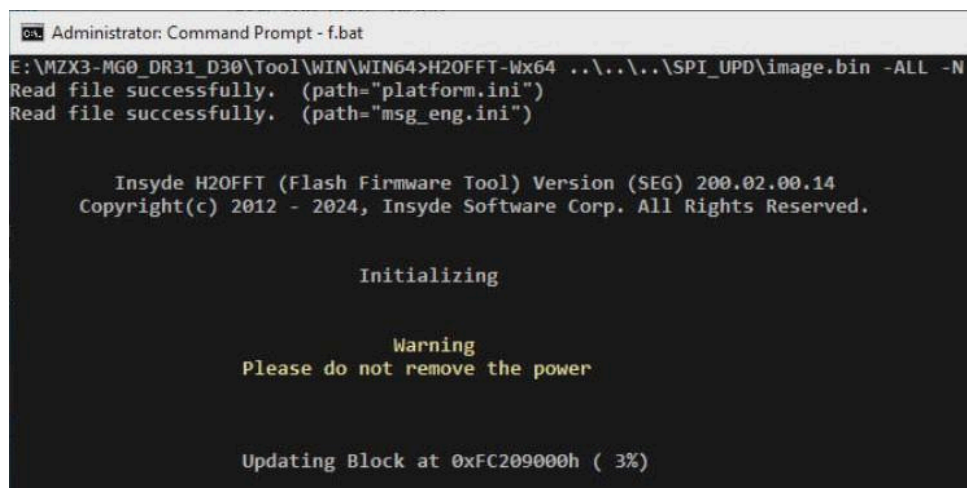 Administrator: Command Prompt - f.bat
E:\MZX3-MG0_DR31_D30\Tool\WIN\WIN64>H2OFFT-Wx64 ..\..\..\SPI_UPD\image.bin -ALL -N
Read file successfully. (path="platform.ini")
Read file successfully. (path="msg_eng.ini")
Insyde H2OFFT (Flash Firmware Tool) Version (SEG) 200.02.00.14
Copyright(c) 2012 - 2024, Insyde Software Corp. All Rights Reserved.
Initializing
Warning
Please do not remove the power
Updating Block at 0xFC209000h ( 3%)